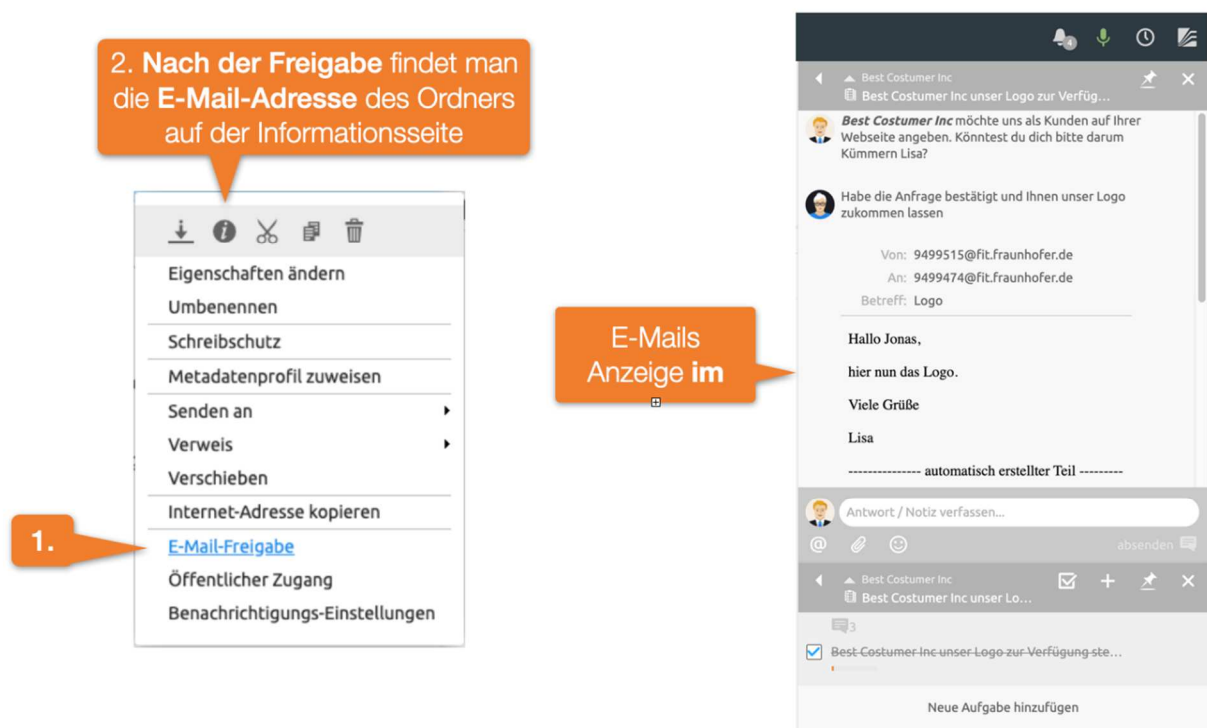 2. Nach der Freigabe findet man
die E-Mail-Adresse des Ordners
auf der Informationsseite
Eigenschaften ändern
Umbenennen
Schreibschutz
Metadatenprofil zuweisen
Senden an
Verweis
Verschieben
Internet-Adresse kopieren
1.
E-Mail-Freigabe
Öffentlicher Zugang
Benachrichtigungs-Einstellungen
E-Mails
Anzeige im
4
Best Costumer Inc
Best Costumer Inc unser Logo zur Verfüg...
Best Costumer Inc möchte uns als Kunden auf Ihrer
Webseite angeben. Könntest du dich bitte darum
Kümmern Lisa?
Habe die Anfrage bestätigt und Ihnen unser Logo
zukommen lassen
Von: 9499515@fit.fraunhofer.de
An: 9499474@fit.fraunhofer.de
Betreff: Logo
Hallo Jonas,
hier nun das Logo.
Viele Grüße
Lisa
--------------- automatisch erstellter Teil ---------
Antwort / Notiz verfassen...
absenden
Best Costumer Inc
Best Costumer Inc unser Lo...
3
Best Costumer Inc unser Logo zur Verfügung ste...
Neue Aufgabe hinzufügen